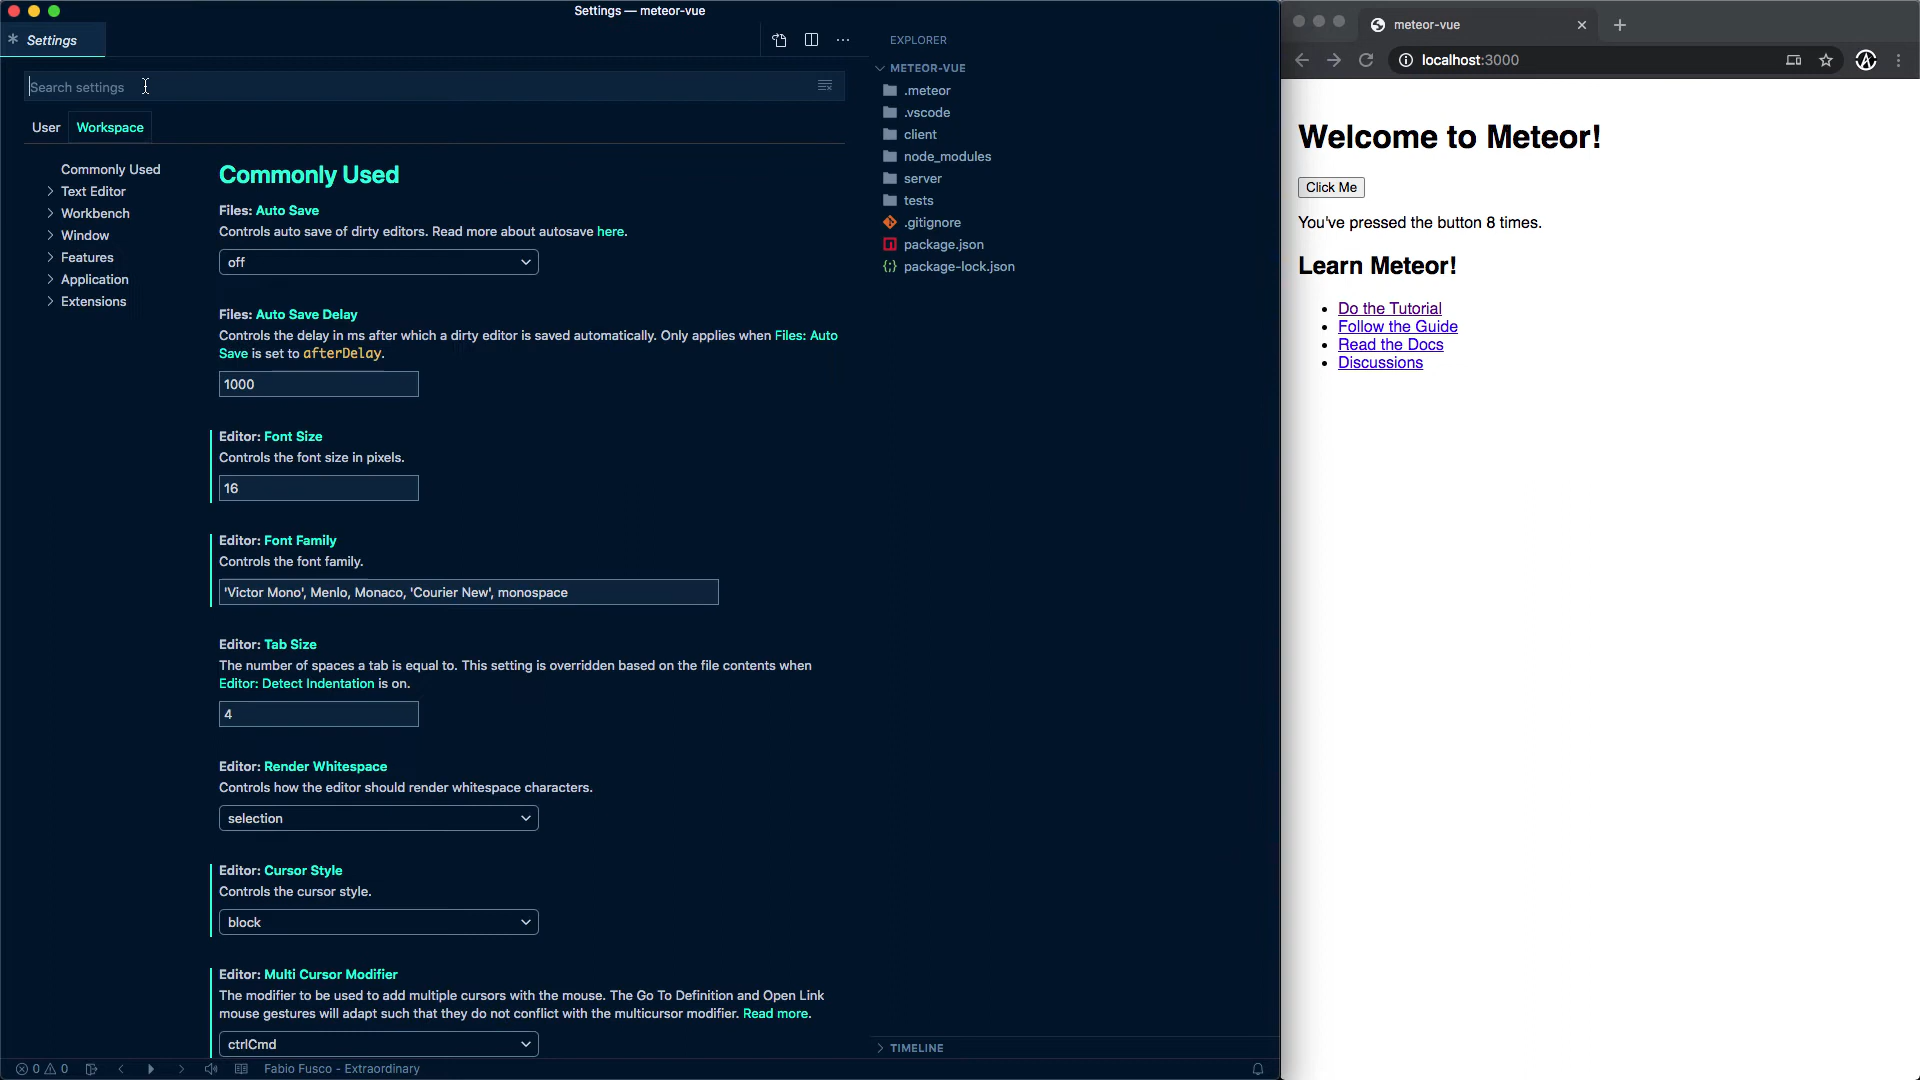 Settings — meteor-vue
Settings
Search settings
User
Workspace
Commonly Used
Text Editor
Workbench
Window
Features
Application
Extensions
Commonly Used
Files: Auto Save
Controls auto save of dirty editors. Read more about autosave here.
off
Files: Auto Save Delay
Controls the delay in ms after which a dirty editor is saved automatically. Only applies when Files: Auto
Save is set to afterDelay.
1000
Editor: Font Size
Controls the font size in pixels.
16
Editor: Font Family
Controls the font family.
'Victor Mono', Menlo, Monaco, 'Courier New', monospace
Editor: Tab Size
The number of spaces a tab is equal to. This setting is overridden based on the file contents when
Editor: Detect Indentation is on.
4
Editor: Render Whitespace
Controls how the editor should render whitespace characters.
selection
Editor: Cursor Style
Controls the cursor style.
block
Editor: Multi Cursor Modifier
The modifier to be used to add multiple cursors with the mouse. The Go To Definition and Open Link
mouse gestures will adapt such that they do not conflict with the multicursor modifier. Read more.
ctrlCmd
0 0
Fabio Fusco - Extraordinary
EXPLORER
METEOR-VUE
.meteor
.vscode
client
node_modules
server
tests
.gitignore
package.json
package-lock.json
TIMELINE
meteor-vue
localhost:3000
Welcome to Meteor!
Click Me
You've pressed the button 8 times.
Learn Meteor!
Do the Tutorial
Follow the Guide
Read the Docs
Discussions